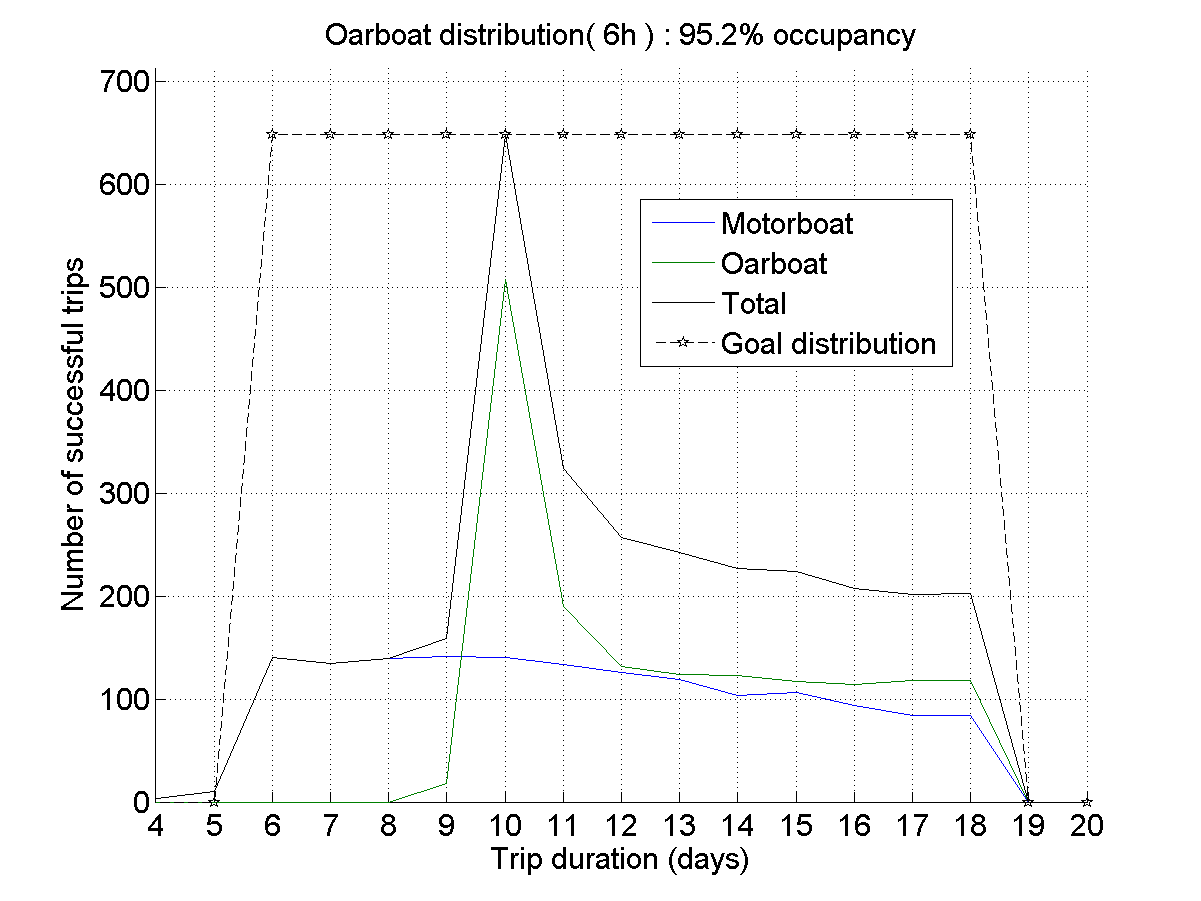 Oarboat distribution( 6h ) : 95.2% occupancy
Number of successful trips
700
600
500
400
300
200
100
0
Motorboat
Oarboat
Total
Goal distribution
4 5 6 7 8 9 10 11 12 13 14 15 16 17 18 19 20
Trip duration (days)